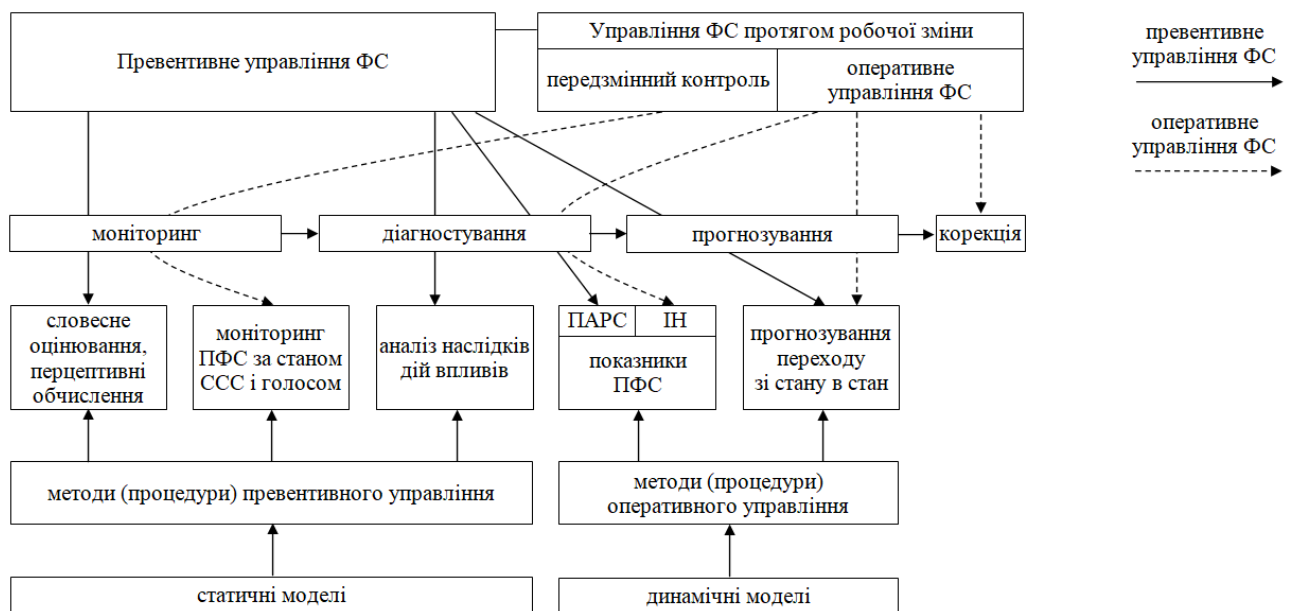 Превентивне управління ФС
Управління ФС протягом робочої зміни
передзмінний контроль
оперативне
управління ФС
превентивне
управління ФС
оперативне
управління ФС
моніторинг
діагностування
прогнозування
корекція
словесне
оцінювання,
перцептивні
обчислення
моніторинг
ПФС за станом
ССС і голосом
аналіз наслідків
дій впливів
ПАРС
ІН
показники
ПФС
прогнозування
переходу
зі стану в стан
методи (процедури) превентивного управління
методи (процедури)
оперативного управління
статичні моделі
динамічні моделі